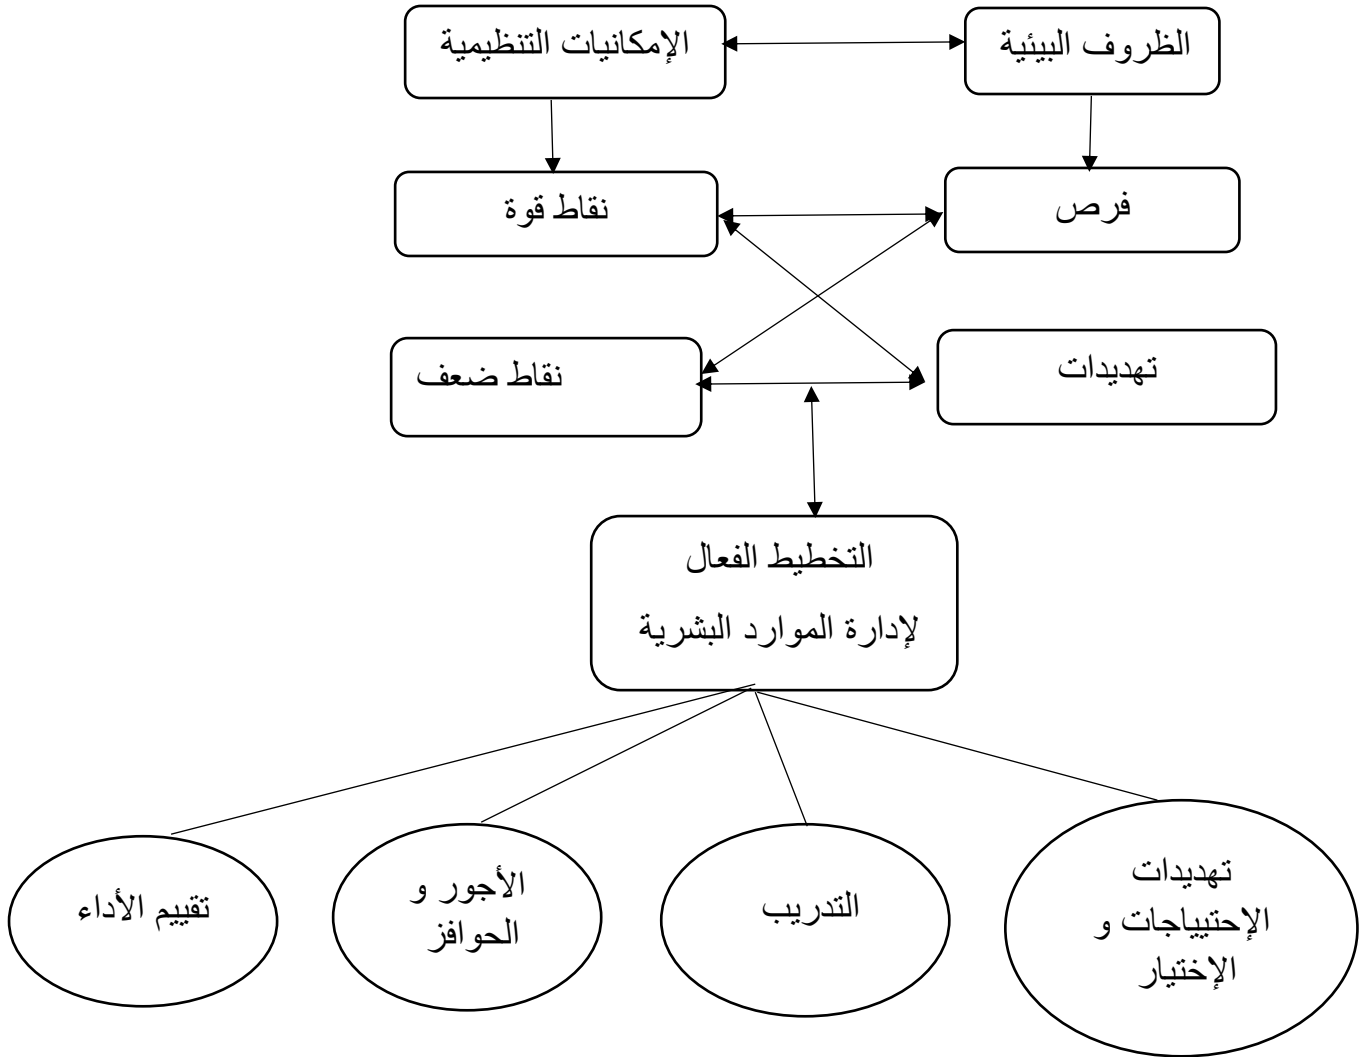 الظروف البيئية
الإمكانيات التنظيمية
فرص
نقاط قوة
تهديدات
نقاط ضعف
التخطيط الفعال
لإدارة الموارد البشرية
تهديدات
الإحتيياجات و
الإختيار
التدريب
الأجور و
الحوافز
تقييم الأداء